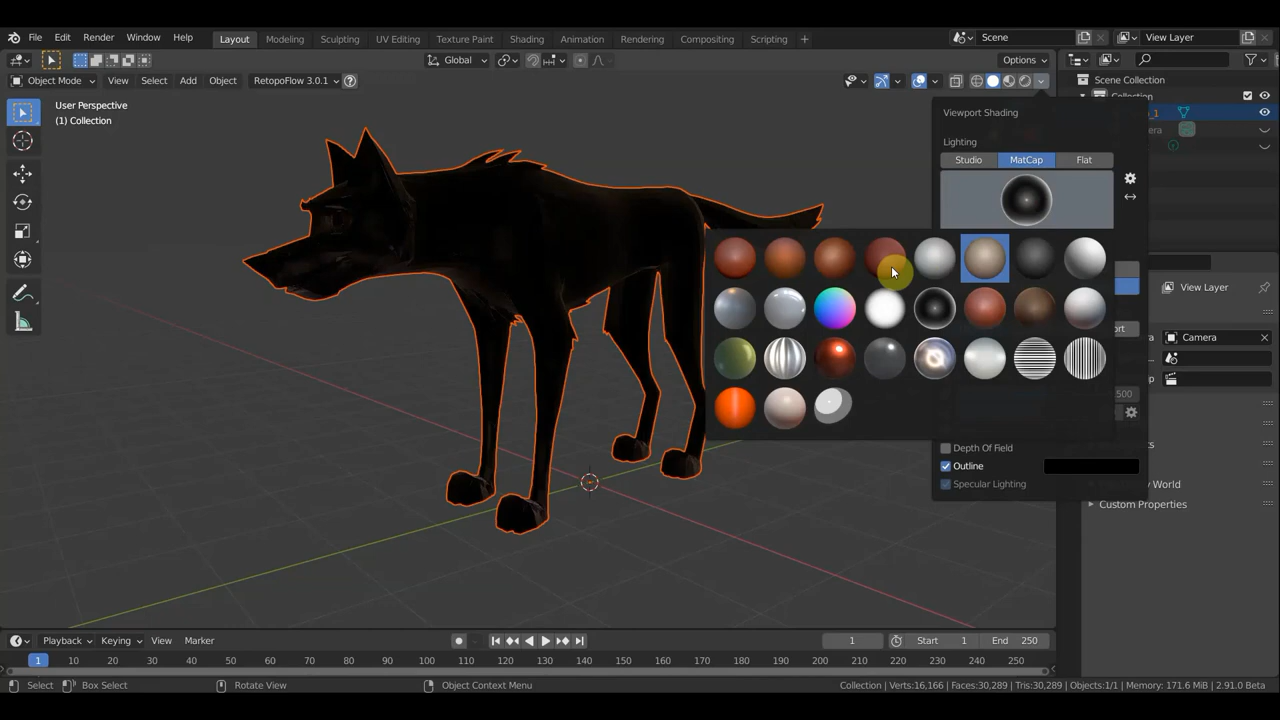 File Edit Render Window Help Layout Modeling Sculpting UV Editing Texture Paint Shading Animation Rendering Compositing Scripting + Scene View Layer
Global Options
Object Mode View Select Add Object RetopoFlow 3.0.1 Scene Collection
Collection
User Perspective
(1) Collection
Viewport Shading
Lighting
Studio MatCap Flat
View Layer
Camera
500
Depth Of Field
Outline
Specular Lighting
Custom Properties
Playback Keying View Marker 1 Start 1 End 250
1 10 20 30 40 50 60 70 80 90 100 110 120 130 140 150 160 170 180 190 200 210 220 230 240 250
Select Box Select Rotate View Object Context Menu Collection | Verts:16,166 | Faces:30,289 | Tris:30,289 | Objects:1/1 | Memory: 171.6 MiB | 2.91.0 Beta